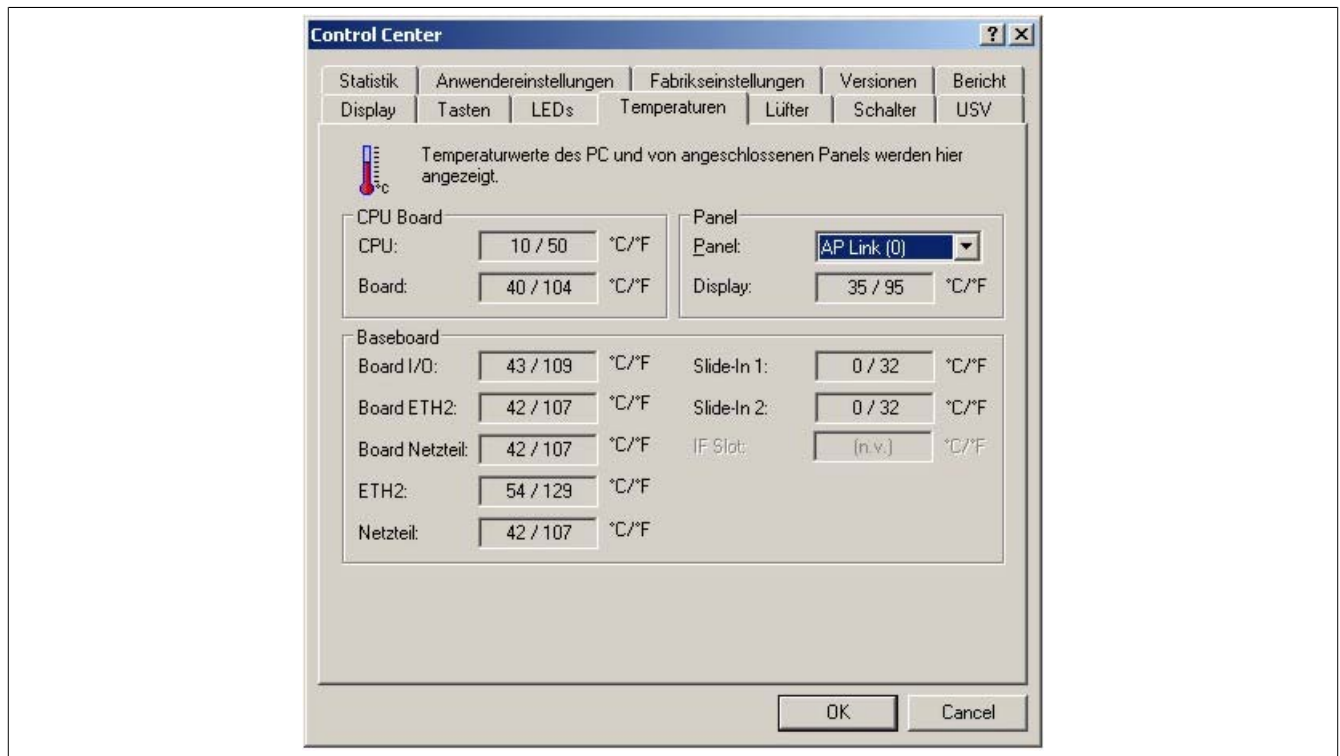 Control Center
Statistik Anwendereinstellungen Fabrikseinstellungen Versionen Bericht
Display Tasten LEDs Temperaturen Lüfter Schalter USV
Temperaturwerte des PC und von angeschlossenen Panels werden hier
angezeigt.
°C
CPU Board
CPU: 10 / 50 °C/°F
Board: 40 / 104 °C/°F
Panel
Panel: AP Link (0)
Display: 35 / 95 °C/°F
Baseboard
Board I/O: 43 / 109 °C/°F Slide-In 1: 0 / 32 °C/°F
Board ETH2: 42 / 107 °C/°F Slide-In 2: 0 / 32 °C/°F
Board Netzteil: 42 / 107 °C/°F IF Slot: (n.v.) °C/°F
ETH2: 54 / 129 °C/°F
Netzteil: 42 / 107 °C/°F
OK Cancel